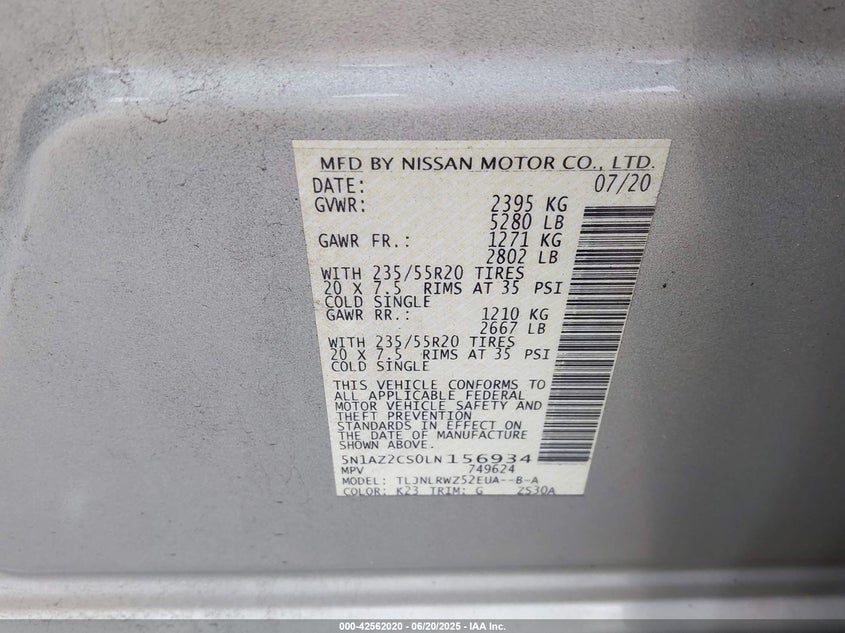 MFD BY NISSAN MOTOR CO., LTD.
DATE: 07/20
GVWR: 2395 KG
5280 LB
GAWR FR.: 1271 KG
2802 LB
WITH 235/55R20 TIRES
20 X 7.5 RIMS AT 35 PSI
COLD SINGLE
GAWR RR.: 1210 KG
2667 LB
WITH 235/55R20 TIRES
20 X 7.5 RIMS AT 35 PSI
COLD SINGLE
THIS VEHICLE CONFORMS TO
ALL APPLICABLE FEDERAL
MOTOR VEHICLE SAFETY AND
THEFT PREVENTION
STANDARDS IN EFFECT ON
THE DATE OF MANUFACTURE
SHOWN ABOVE.
5N1AZ2CS0LN156934
MPV 749624
MODEL: TLJNLRWZ52EUA--B-A
COLOR: K23 TRIM: G ZS30A
000-42562020 - 06/20/2025 - IAA Inc.